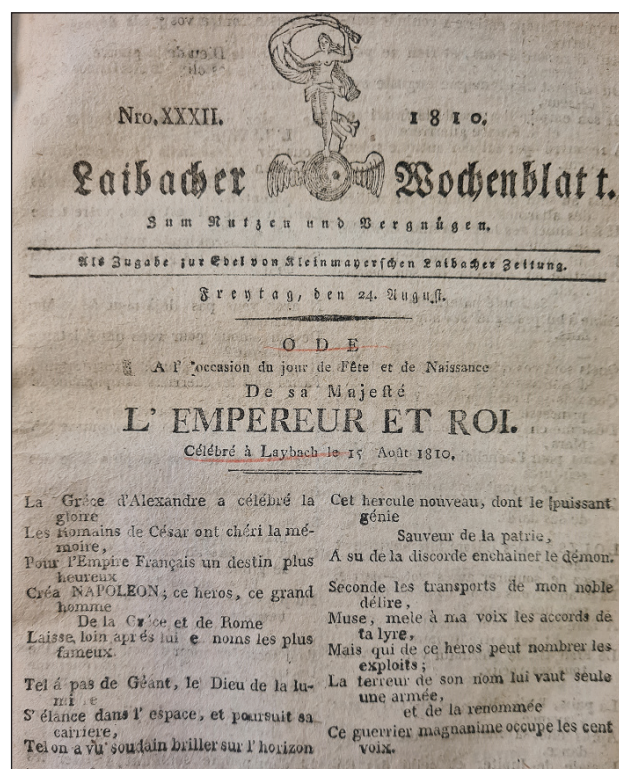 Nro. XXXII.
1810.
Laibacher Wochenblatt.
Zum Nutzen und Vergnügen.
Als Zugabe zur Edel von Kleinmayerschen Laibacher Zeitung.
Freytag, den 24. August.
ODE
A l' occasion du jour de Fête et de Naissance
De sa Majesté
L' EMPEREUR ET ROI.
Célébré à Laybach le 15 Août 1810.
La Gréce d'Alexandre a célébré la
gloire
Les Romains de César ont chéri la mé-
moire,
Pour l'Empire Français un destin plus
heureux
Créa NAPOLEON; ce heros, ce grand
homme
De la Gréce et de Rome
Laisse, loin aprés lui noms les plus
fameux.
Tel á pas de Géant, le Dieu de la lu-
S' élance dans l' espace, et poursuit sa
carriere,
Tel on a vu' soudain briller sur l' horizon
Cet hercule nouveau, dont le puissant
génie
Sauveur de la patrie,
A su de la discorde enchainer le démon.
Seconde les transports de mon noble
délire,
Muse, mele à ma voix les accords de
ta lyre,
Mais qui de ce heros peut nombrer les
exploits;
La terreur de son nom lui vaut seule
une armée,
et de la renommée
Ce guerrier magnanime occupe les cent
voix.